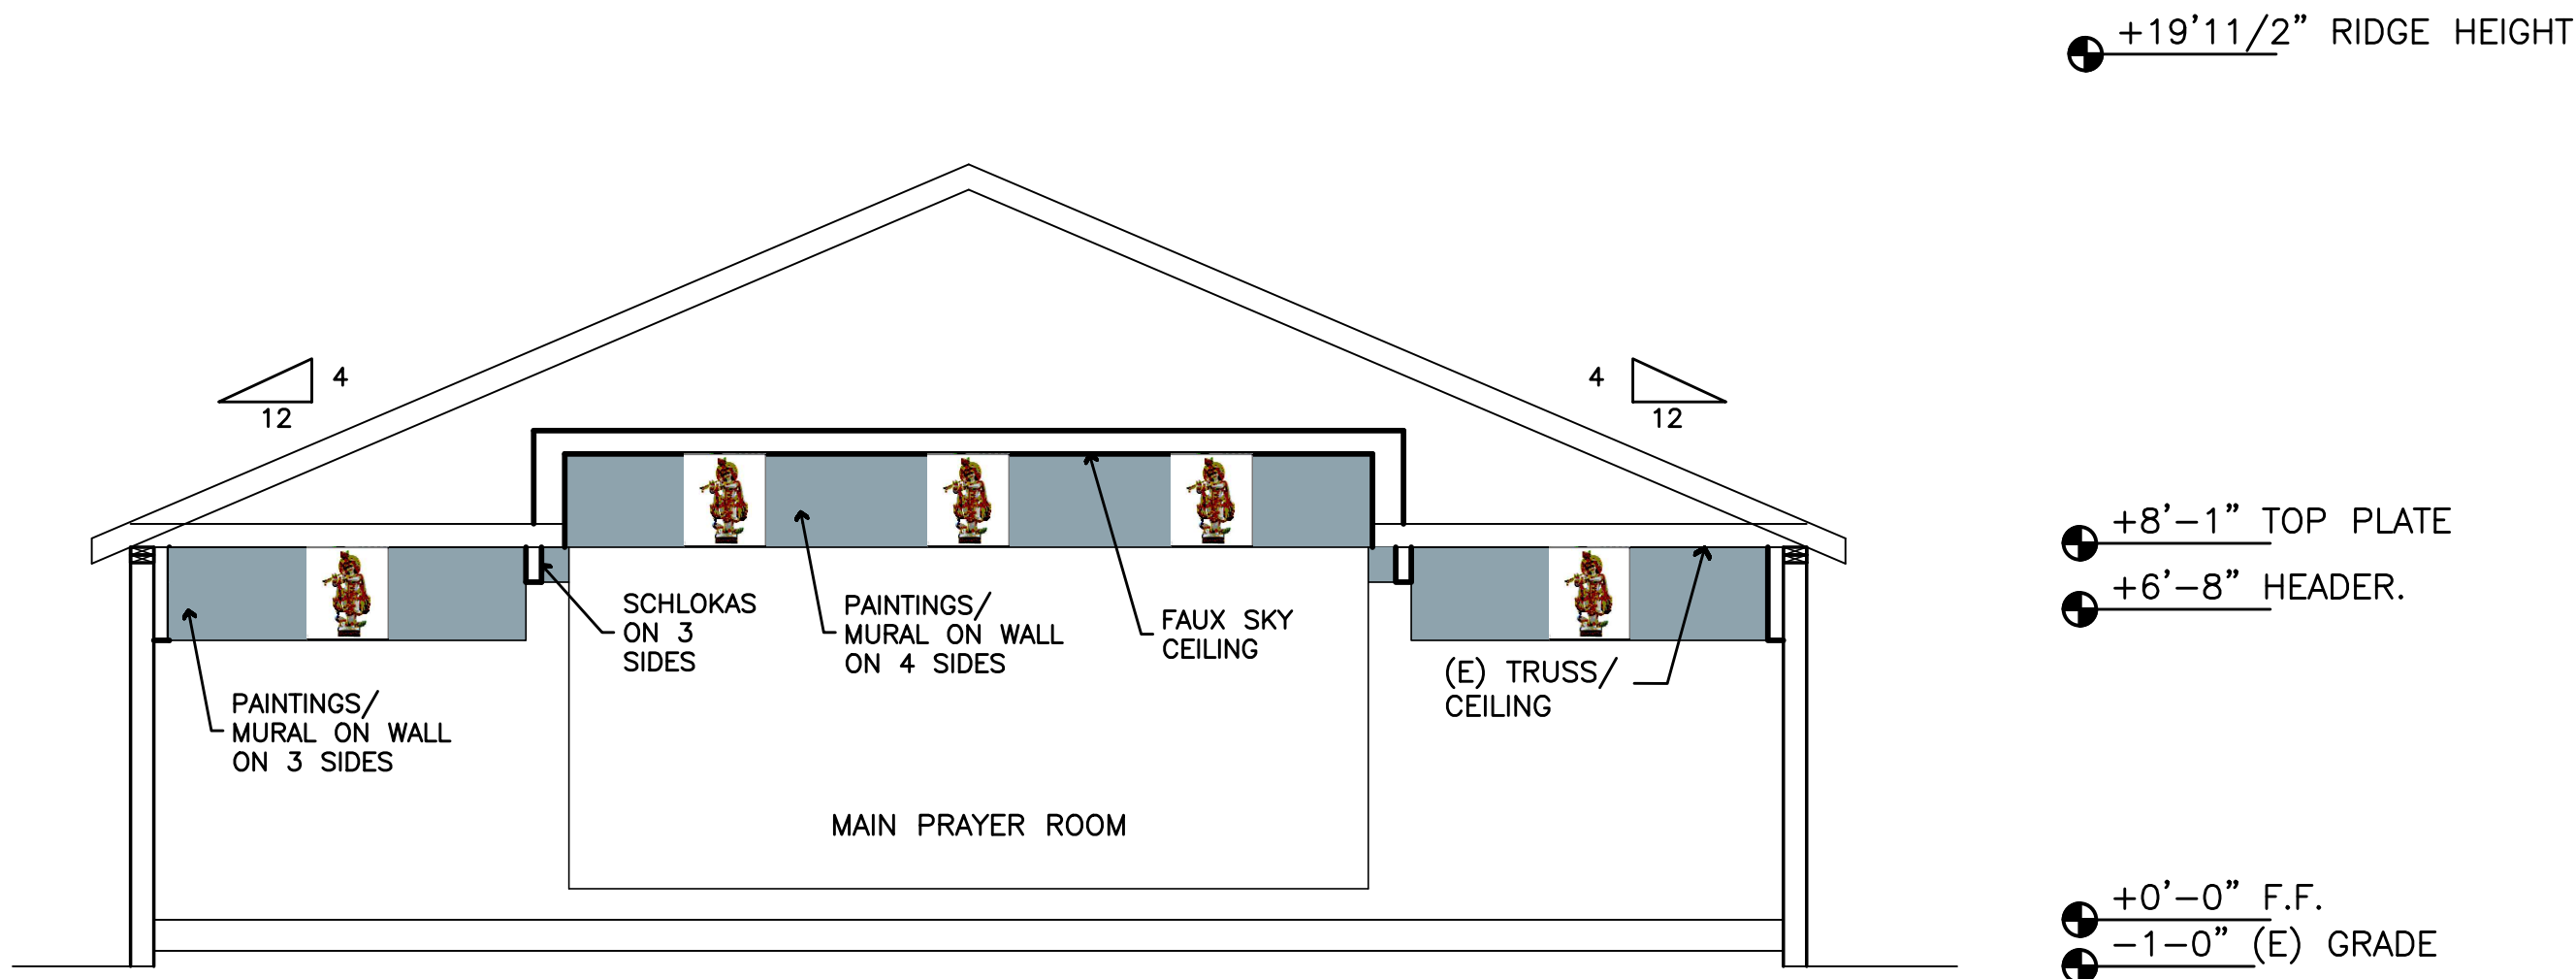 +19'11/2" RIDGE HEIGHT
4
12
4
12
+8'-1" TOP PLATE
+6'-8" HEADER.
SCHLOKAS
ON 3
SIDES
PAINTINGS/
MURAL ON WALL
ON 4 SIDES
FAUX SKY
CEILING
(E) TRUSS/
CEILING
PAINTINGS/
MURAL ON WALL
ON 3 SIDES
MAIN PRAYER ROOM
+0'-0" F.F.
-1-0" (E) GRADE